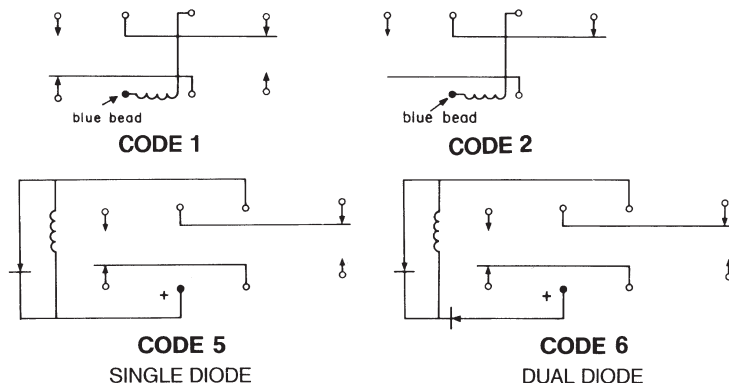 blue bead
blue bead
CODE 1
CODE 2
+
+
CODE 5
CODE 6
SINGLE DIODE
DUAL DIODE